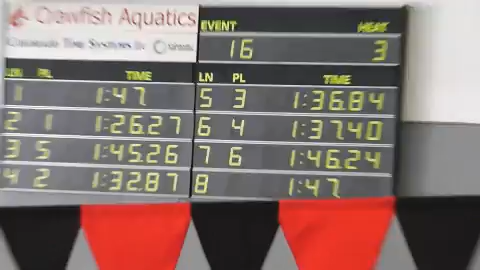 Crawfish Aquatics
Colorado Time Systems
EVENT HEAT
16 3
LN PL TIME
LN PL TIME
1 1:47
5 3 1:36.84
2 1 1:26.27
6 4 1:37.40
3 5 1:45.26
7 6 1:46.24
4 2 1:32.87
8 1:47